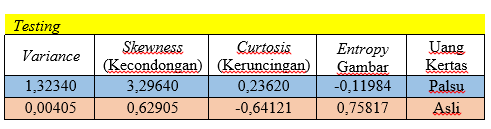 Testing
Variance Skewness (Kecondongan) Curtosis (Keruncingan) Entropy Gambar Uang Kertas
1,32340 3,29640 0,23620 -0,11984 Palsu
0,00405 0,62905 -0,64121 0,75817 Asli